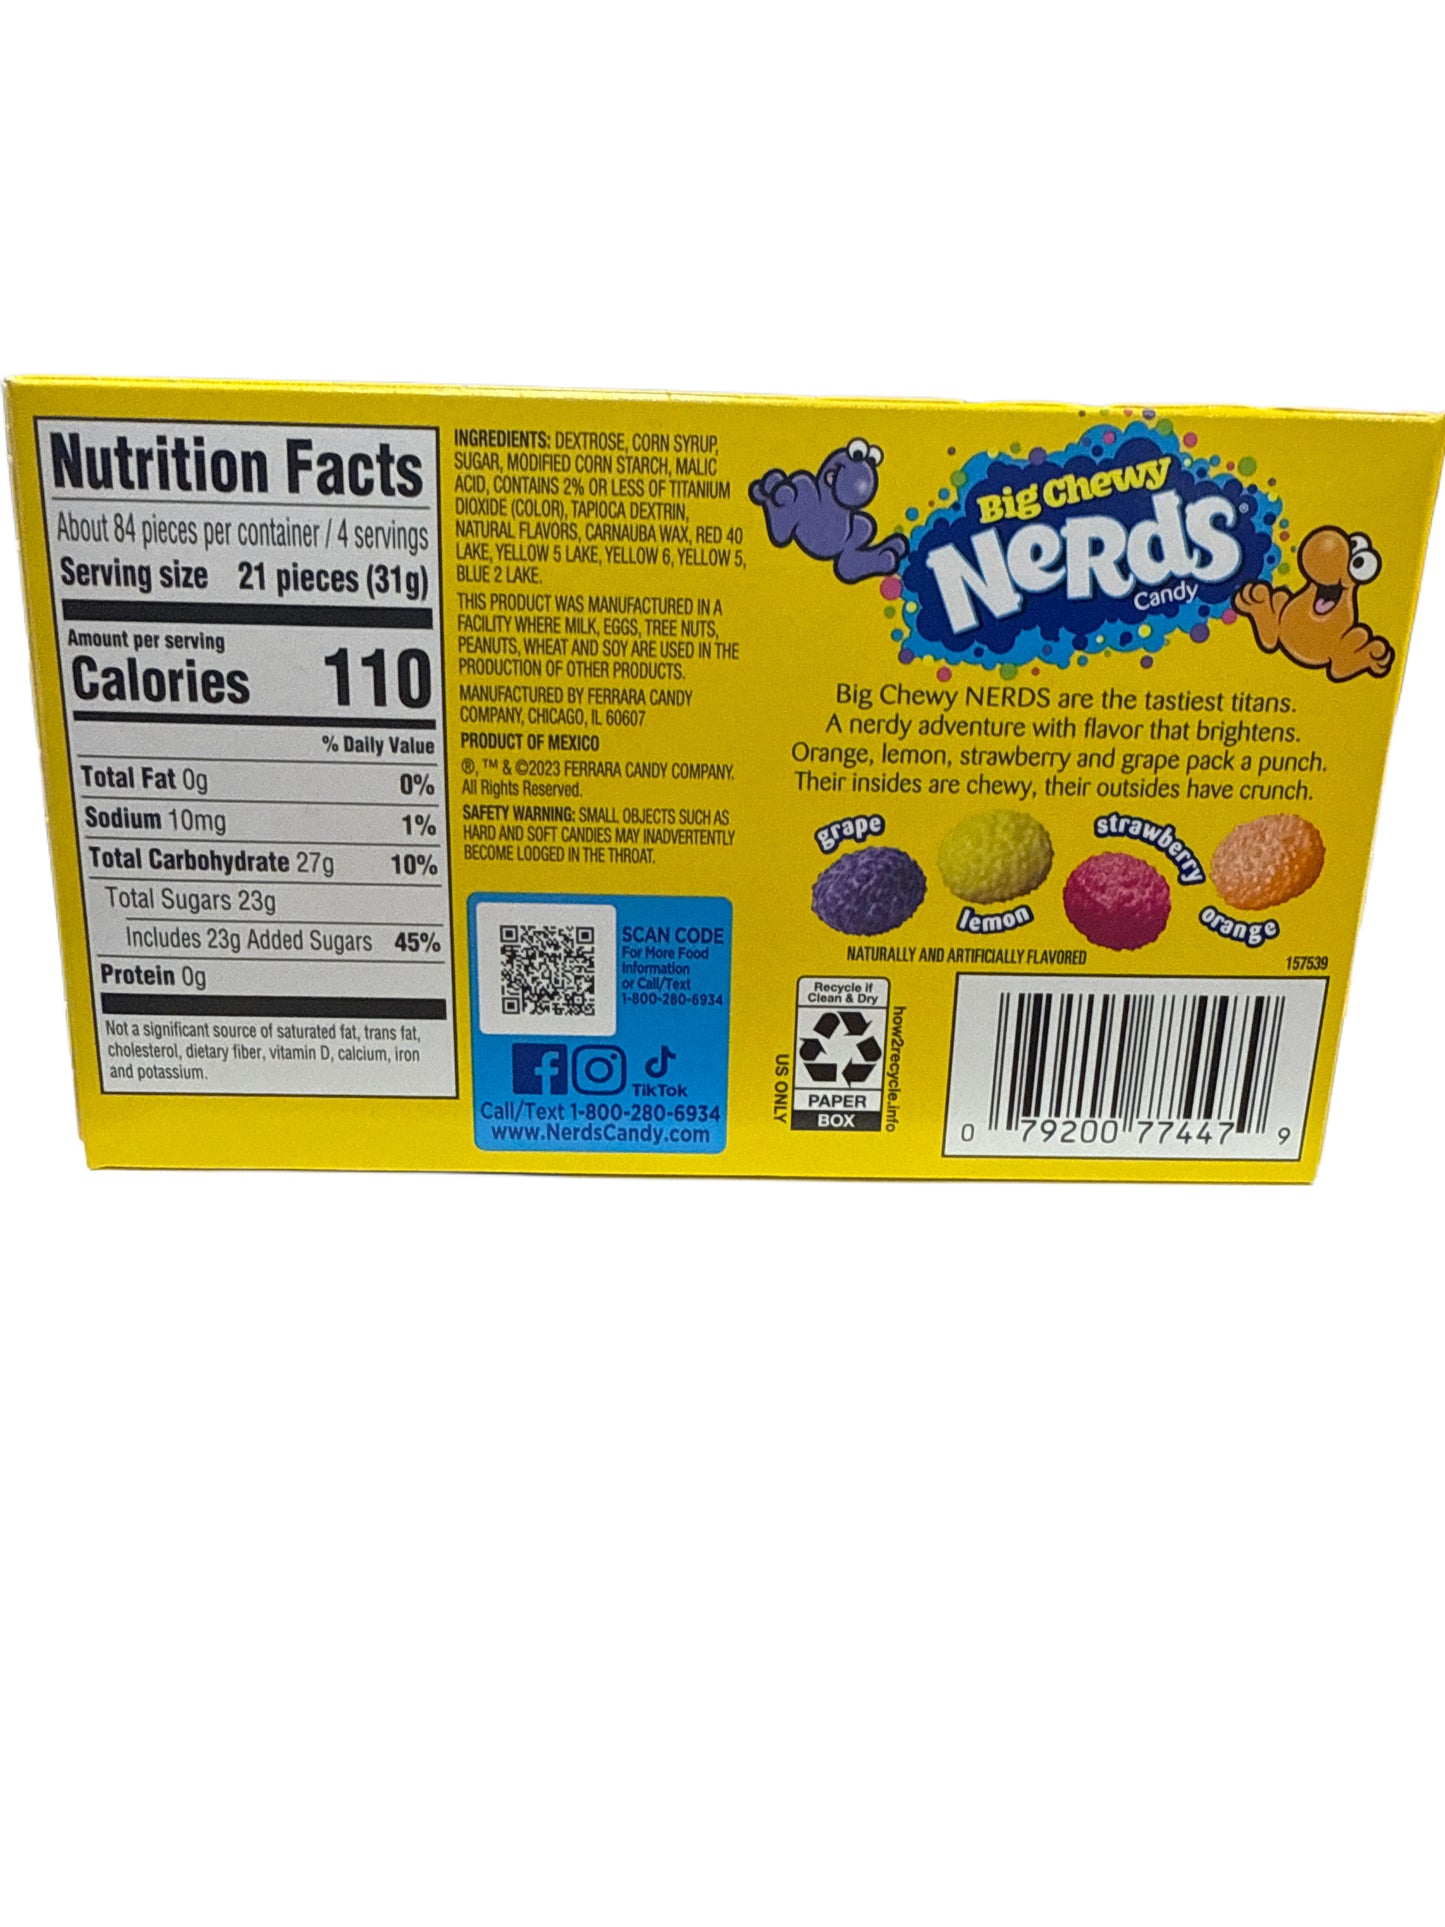 Nutrition Facts
About 84 pieces per container / 4 servings
Serving size 21 pieces (31g)
Amount per serving
Calories 110
% Daily Value
Total Fat 0g 0%
Sodium 10mg 1%
Total Carbohydrate 27g 10%
Total Sugars 23g
Includes 23g Added Sugars 45%
Protein 0g
Not a significant source of saturated fat, trans fat,
cholesterol, dietary fiber, vitamin D, calcium, iron
and potassium.
INGREDIENTS: DEXTROSE, CORN SYRUP,
SUGAR, MODIFIED CORN STARCH, MALIC
ACID, CONTAINS 2% OR LESS OF TITANIUM
DIOXIDE (COLOR), TAPIOCA DEXTRIN,
NATURAL FLAVORS, CARNAUBA WAX, RED 40
LAKE, YELLOW 5 LAKE, YELLOW 6, YELLOW 5,
BLUE 2 LAKE.
THIS PRODUCT WAS MANUFACTURED IN A
FACILITY WHERE MILK, EGGS, TREE NUTS,
PEANUTS, WHEAT AND SOY ARE USED IN THE
PRODUCTION OF OTHER PRODUCTS.
MANUFACTURED BY FERRARA CANDY
COMPANY, CHICAGO, IL 60607
PRODUCT OF MEXICO
®, ™ & ©2023 FERRARA CANDY COMPANY.
All Rights Reserved.
SAFETY WARNING: SMALL OBJECTS SUCH AS
HARD AND SOFT CANDIES MAY INADVERTENTLY
BECOME LODGED IN THE THROAT.
SCAN CODE
For More Food
Information
or Call/Text
1-800-280-6934
TikTok
Call/Text 1-800-280-6934
www.NerdsCandy.com
Big Chewy
NeRdS®
Candy
Big Chewy NERDS are the tastiest titans.
A nerdy adventure with flavor that brightens.
Orange, lemon, strawberry and grape pack a punch.
Their insides are chewy, their outsides have crunch.
grape
lemon
strawberry
orange
NATURALLY AND ARTIFICIALLY FLAVORED
157539
Recycle if
Clean & Dry
PAPER
BOX
US ONLY
how2recycle.info
0 79200 77447 9